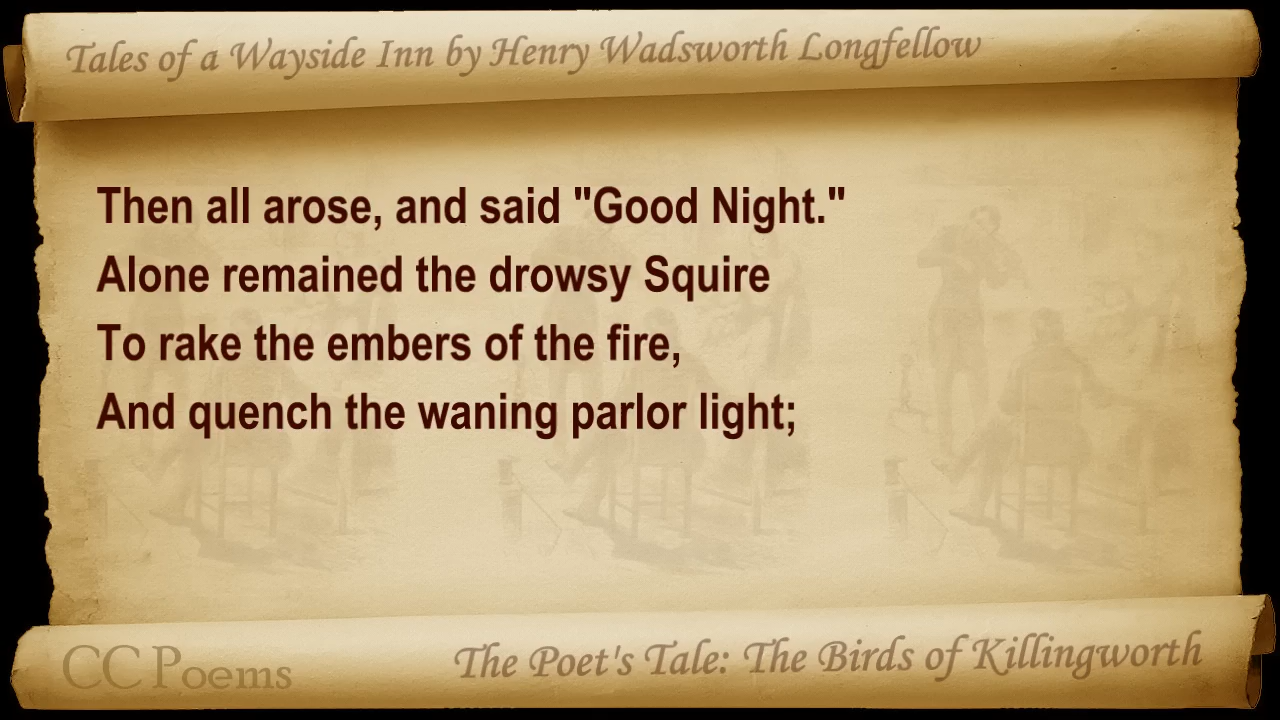 Tales of a Wayside Inn by Henry Wadsworth Longfellow
Then all arose, and said "Good Night."
Alone remained the drowsy Squire
To rake the embers of the fire,
And quench the waning parlor light;
CC Poems
The Poet's Tale: The Birds of Killingworth